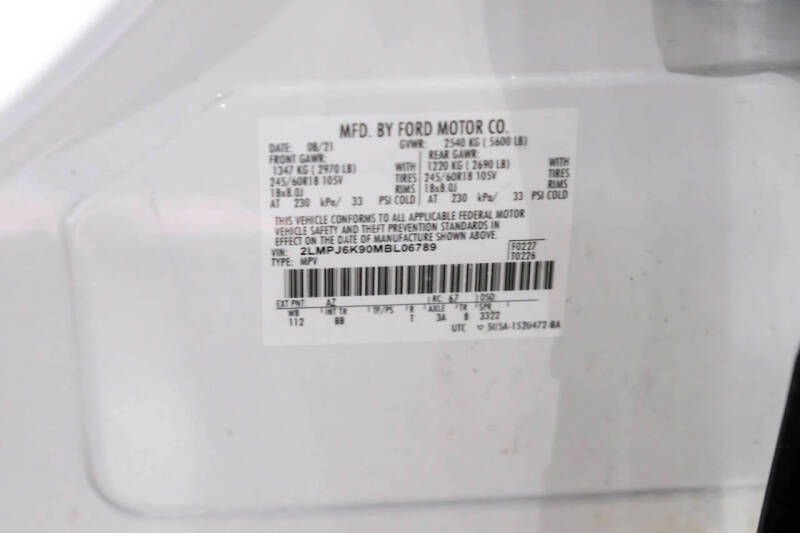 MFD. BY FORD MOTOR CO.
DATE: 08/21 GVWR: 2540 KG ( 5600 LB)
FRONT GAWR: REAR GAWR:
1347 KG ( 2970 LB) WITH 1220 KG ( 2690 LB) WITH
245/60R18 105V TIRES 245/60R18 105V TIRES
18x8.0J RIMS 18x8.0J RIMS
AT 230 kPa/ 33 PSI COLD AT 230 kPa/ 33 PSI COLD
THIS VEHICLE CONFORMS TO ALL APPLICABLE FEDERAL MOTOR
VEHICLE SAFETY AND THEFT PREVENTION STANDARDS IN
EFFECT ON THE DATE OF MANUFACTURE SHOWN ABOVE.
VIN: 2LMPJ6K90MBL06789 F0227
TYPE: MPV T0226
EXT PNT: AZ RC: 67 DSO:
WB INT TR TP/PS R AXLE TR SPR
112 BB T 3A B 3322
UTC